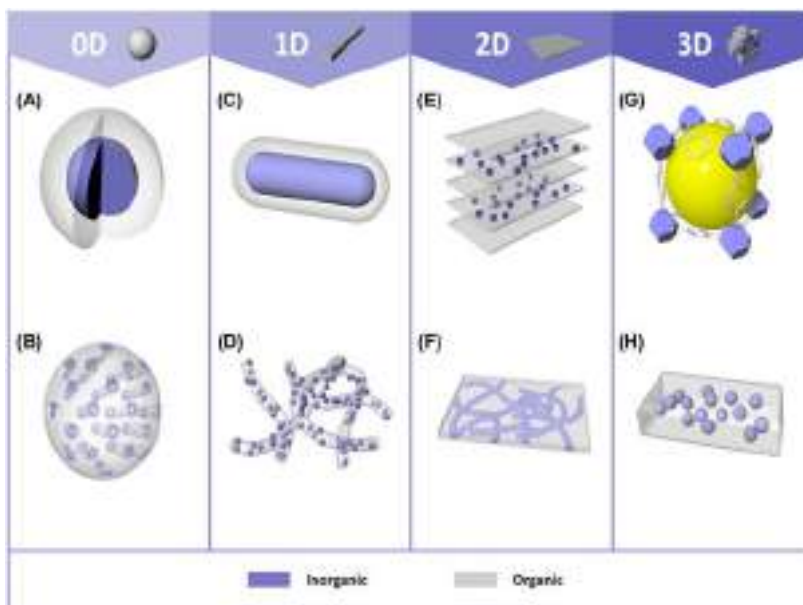 0D 1D 2D 3D
(A) (C) (E) (G)
(B) (D) (F) (H)
Inorganic Organic